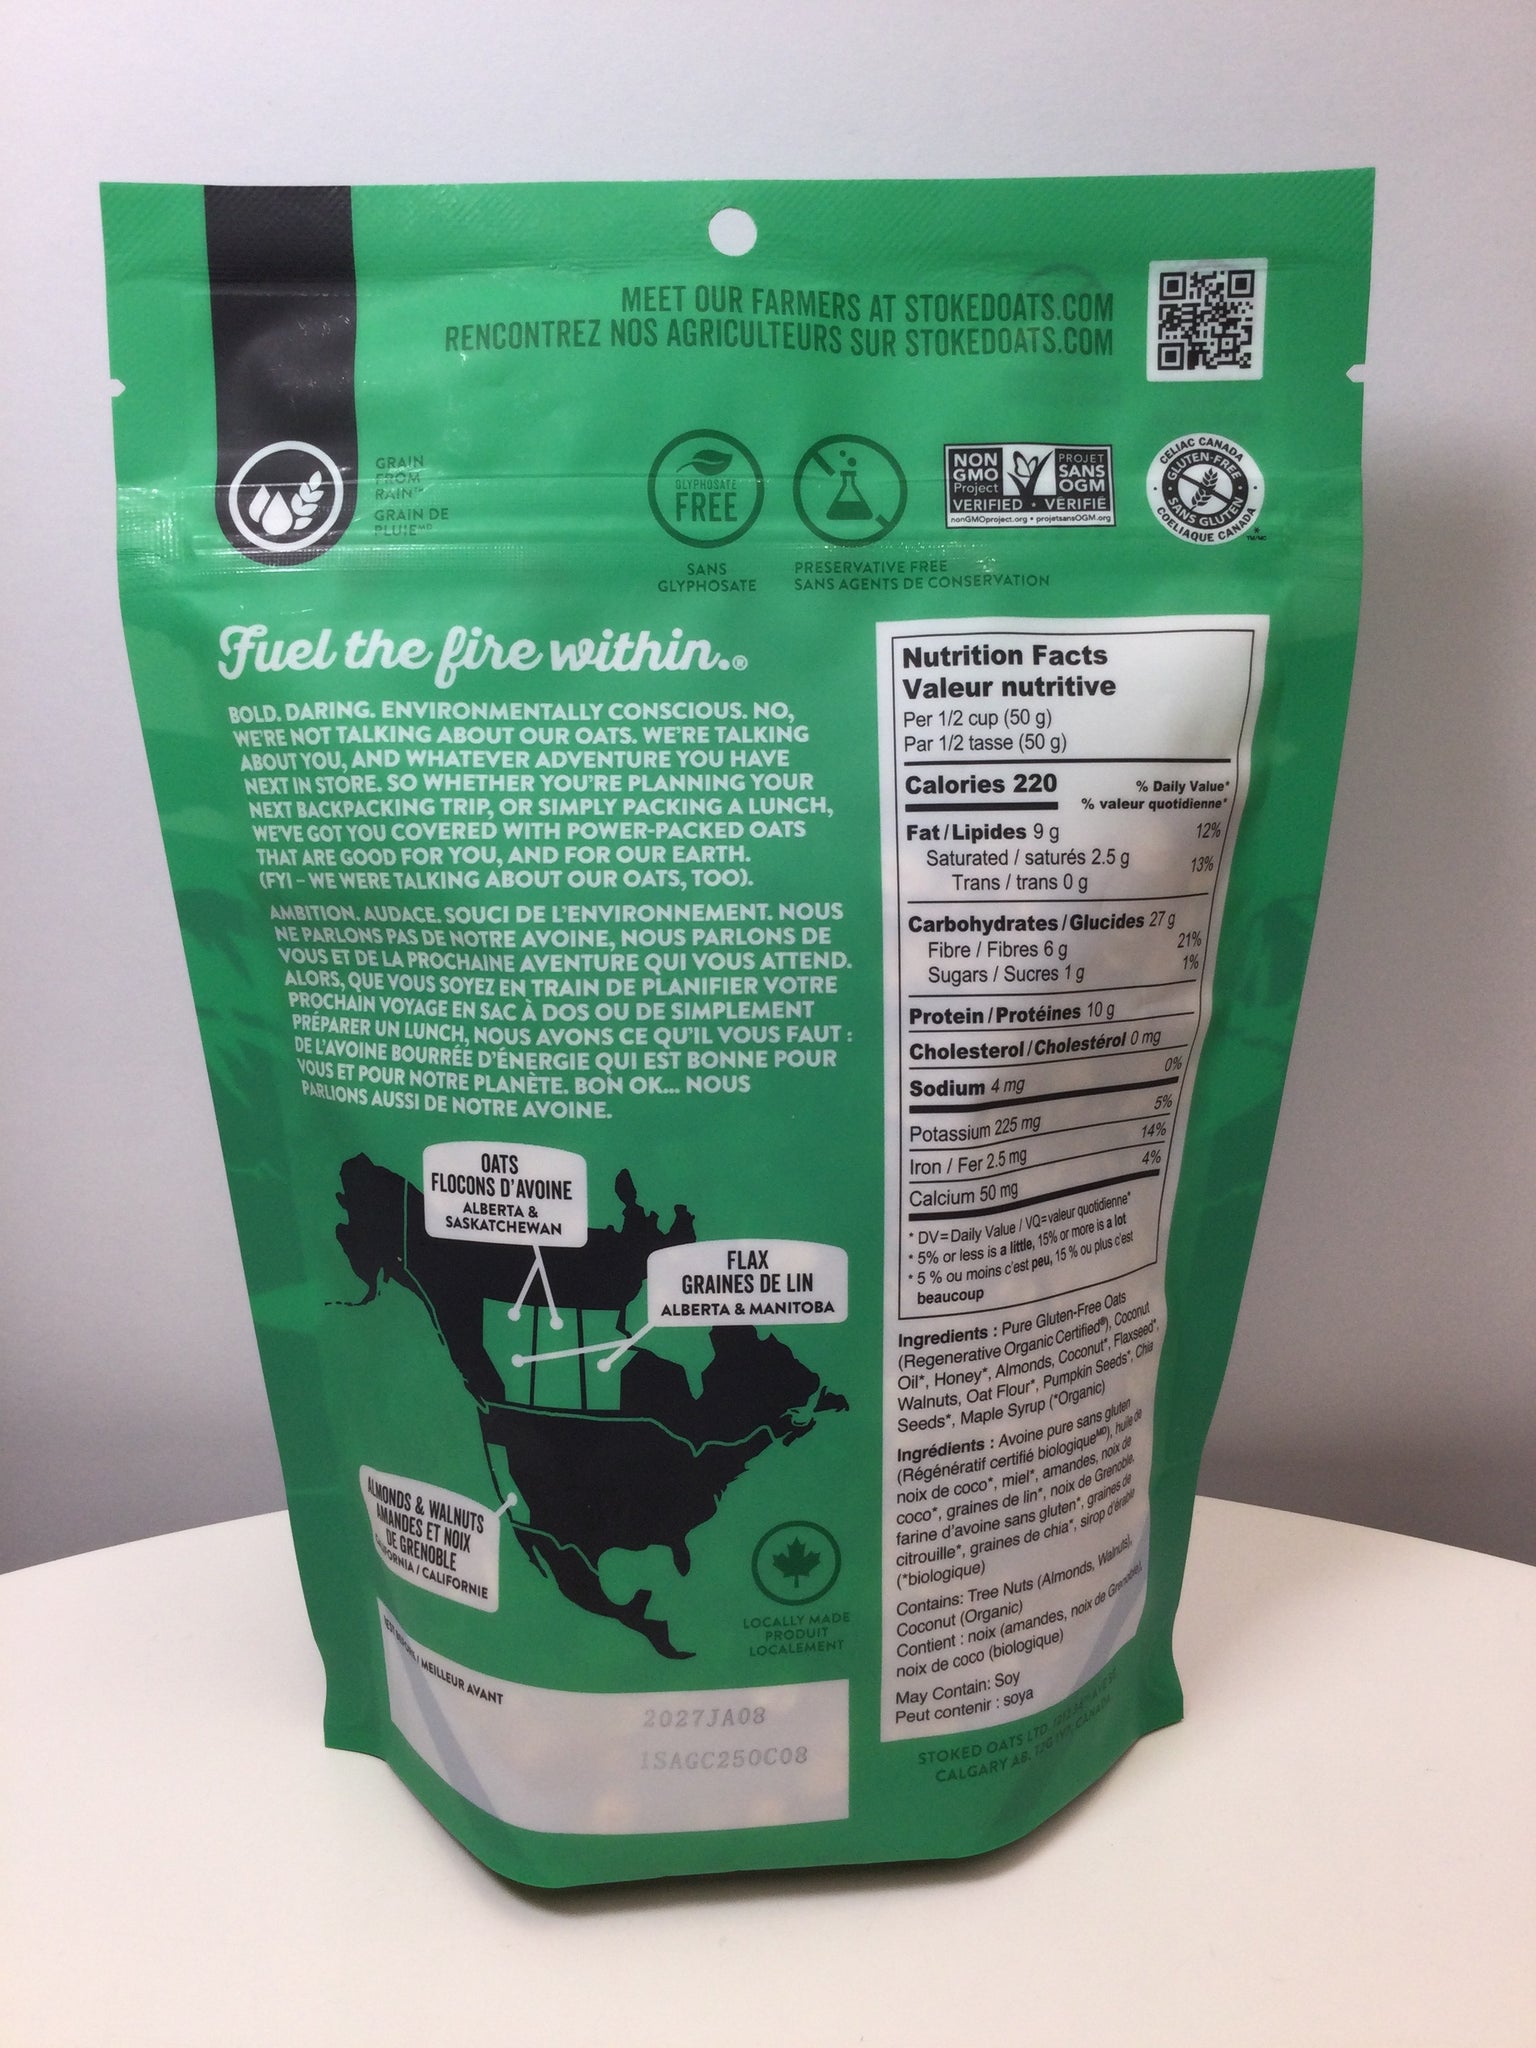 MEET OUR FARMERS AT STOKEDOATS.COM
RENCONTREZ NOS AGRICULTEURS SUR STOKEDOATS.COM
GRAIN
FROM
RAIN™
GRAIN DE
PLUIEᴹᴰ
GLYPHOSATE
FREE
SANS
GLYPHOSATE
PRESERVATIVE FREE
SANS AGENTS DE CONSERVATION
NON
GMO
Project
VERIFIED
nonGMOproject.org
PROJET
SANS
OGM
VÉRIFIÉ
projetsansOGM.org
CELIAC CANADA
GLUTEN-FREE
SANS GLUTEN
COELIAQUE CANADA
*
TM/MC
Fuel the fire within.®
BOLD. DARING. ENVIRONMENTALLY CONSCIOUS. NO,
WE'RE NOT TALKING ABOUT OUR OATS. WE'RE TALKING
ABOUT YOU, AND WHATEVER ADVENTURE YOU HAVE
NEXT IN STORE. SO WHETHER YOU'RE PLANNING YOUR
NEXT BACKPACKING TRIP, OR SIMPLY PACKING A LUNCH,
WE'VE GOT YOU COVERED WITH POWER-PACKED OATS
THAT ARE GOOD FOR YOU, AND FOR OUR EARTH.
(FYI – WE WERE TALKING ABOUT OUR OATS, TOO).
AMBITION. AUDACE. SOUCI DE L'ENVIRONNEMENT. NOUS
NE PARLONS PAS DE NOTRE AVOINE, NOUS PARLONS DE
VOUS ET DE LA PROCHAINE AVENTURE QUI VOUS ATTEND.
ALORS, QUE VOUS SOYEZ EN TRAIN DE PLANIFIER VOTRE
PROCHAIN VOYAGE EN SAC À DOS OU DE SIMPLEMENT
PRÉPARER UN LUNCH, NOUS AVONS CE QU'IL VOUS FAUT :
DE L'AVOINE BOURRÉE D'ÉNERGIE QUI EST BONNE POUR
VOUS ET POUR NOTRE PLANÈTE. BON OK... NOUS
PARLIONS AUSSI DE NOTRE AVOINE.
OATS
FLOCONS D'AVOINE
ALBERTA &
SASKATCHEWAN
FLAX
GRAINES DE LIN
ALBERTA & MANITOBA
ALMONDS & WALNUTS
AMANDES ET NOIX
DE GRENOBLE
CALIFORNIA / CALIFORNIE
LOCALLY MADE
PRODUIT
LOCALEMENT
BEST BEFORE / MEILLEUR AVANT
2027JA08
1SAGC250C08
Nutrition Facts
Valeur nutritive
Per 1/2 cup (50 g)
Par 1/2 tasse (50 g)
Calories 220
% Daily Value*
% valeur quotidienne*
Fat / Lipides 9 g 12%
Saturated / saturés 2.5 g 13%
Trans / trans 0 g
Carbohydrates / Glucides 27 g
Fibre / Fibres 6 g 21%
Sugars / Sucres 1 g 1%
Protein / Protéines 10 g
Cholesterol / Cholestérol 0 mg
Sodium 4 mg 0%
Potassium 225 mg 5%
Iron / Fer 2.5 mg 14%
Calcium 50 mg 4%
* DV=Daily Value / VQ=valeur quotidienne*
* 5% or less is a little, 15% or more is a lot
* 5 % ou moins c'est peu, 15 % ou plus c'est
beaucoup
Ingredients : Pure Gluten-Free Oats
(Regenerative Organic Certified®), Coconut
Oil*, Honey*, Almonds, Coconut*, Flaxseed*,
Walnuts, Oat Flour*, Pumpkin Seeds*, Chia
Seeds*, Maple Syrup (*Organic)
Ingrédients : Avoine pure sans gluten
(Régénératif certifié biologiqueᴹᴰ), huile de
noix de coco*, miel*, amandes, noix de
coco*, graines de lin*, noix de Grenoble,
farine d'avoine sans gluten*, graines de
citrouille*, graines de chia*, sirop d'érable
(*biologique)
Contains: Tree Nuts (Almonds, Walnuts),
Coconut (Organic)
Contient : noix (amandes, noix de Grenoble),
noix de coco (biologique)
May Contain: Soy
Peut contenir : soya
STOKED OATS LTD.
CALGARY AB. CANADA